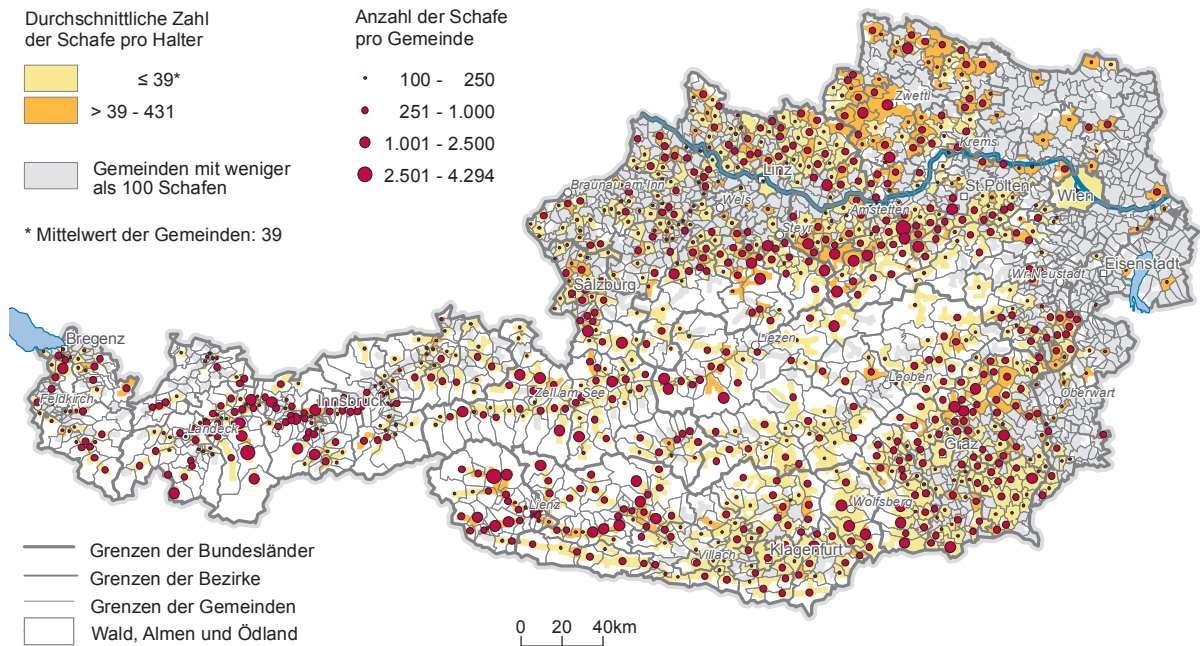 Durchschnittliche Zahl
der Schafe pro Halter
≤ 39*
> 39 - 431
Gemeinden mit weniger
als 100 Schafen
* Mittelwert der Gemeinden: 39
Anzahl der Schafe
pro Gemeinde
100 - 250
251 - 1.000
1.001 - 2.500
2.501 - 4.294
Zwettl
Krems
Linz
St.Pölten
Wien
Braunau am Inn
Wels
Amstetten
Steyr
Eisenstadt
Wr.Neustadt
Salzburg
Bregenz
Liezen
Leoben
Feldkirch
Innsbruck
Zell am See
Oberwart
Landeck
Graz
Lienz
Wolfsberg
Villach
Klagenfurt
Grenzen der Bundesländer
Grenzen der Bezirke
Grenzen der Gemeinden
Wald, Almen und Ödland
0 20 40km